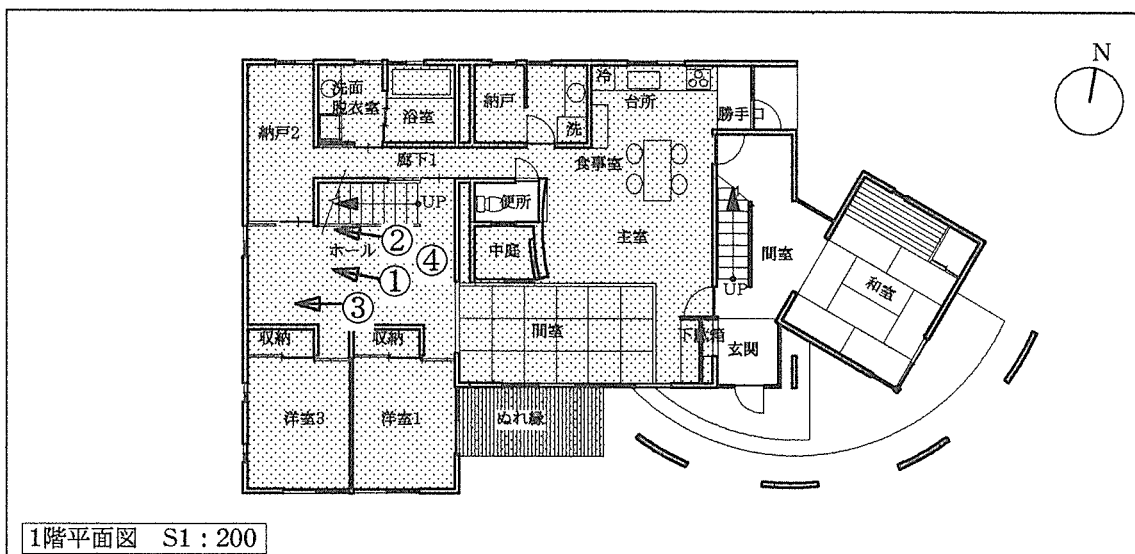 N
冷
洗面
脱衣室
浴室
納戸
台所
勝手口
納戸2
洗
廊下1
食事室
UP
便所
②
ホール
④
中庭
主室
間室
①
和室
③
UP
収納
収納
間室
下駄箱
玄関
洋室3
洋室1
ぬれ縁
1階平面図 S1:200